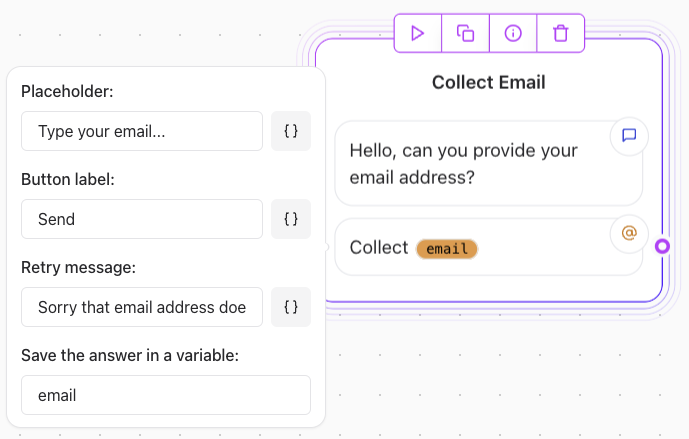 Placeholder:
Type your email...
{}
Button label:
Send
{}
Retry message:
Sorry that email address doe
{}
Save the answer in a variable:
email
Collect Email
Hello, can you provide your
email address?
Collect email
@